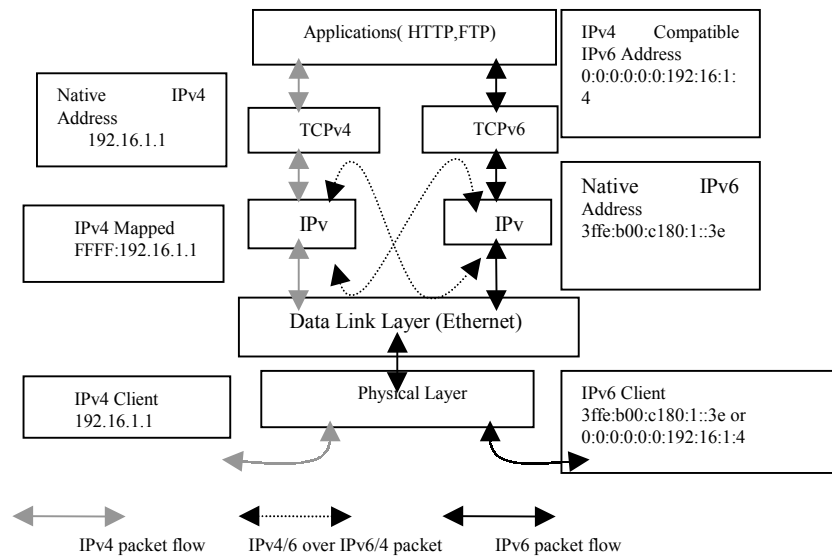 Applications( HTTP,FTP)
IPv4 Compatible
IPv6 Address
0:0:0:0:0:0:192:16:1:
4
Native IPv4
Address
192.16.1.1
TCPv4
TCPv6
Native IPv6
Address
3ffe:b00:c180:1::3e
IPv4 Mapped
FFFF:192.16.1.1
IPv
IPv
Data Link Layer (Ethernet)
IPv4 Client
192.16.1.1
Physical Layer
IPv6 Client
3ffe:b00:c180:1::3e or
0:0:0:0:0:0:192:16:1:4
IPv4 packet flow
IPv4/6 over IPv6/4 packet
IPv6 packet flow